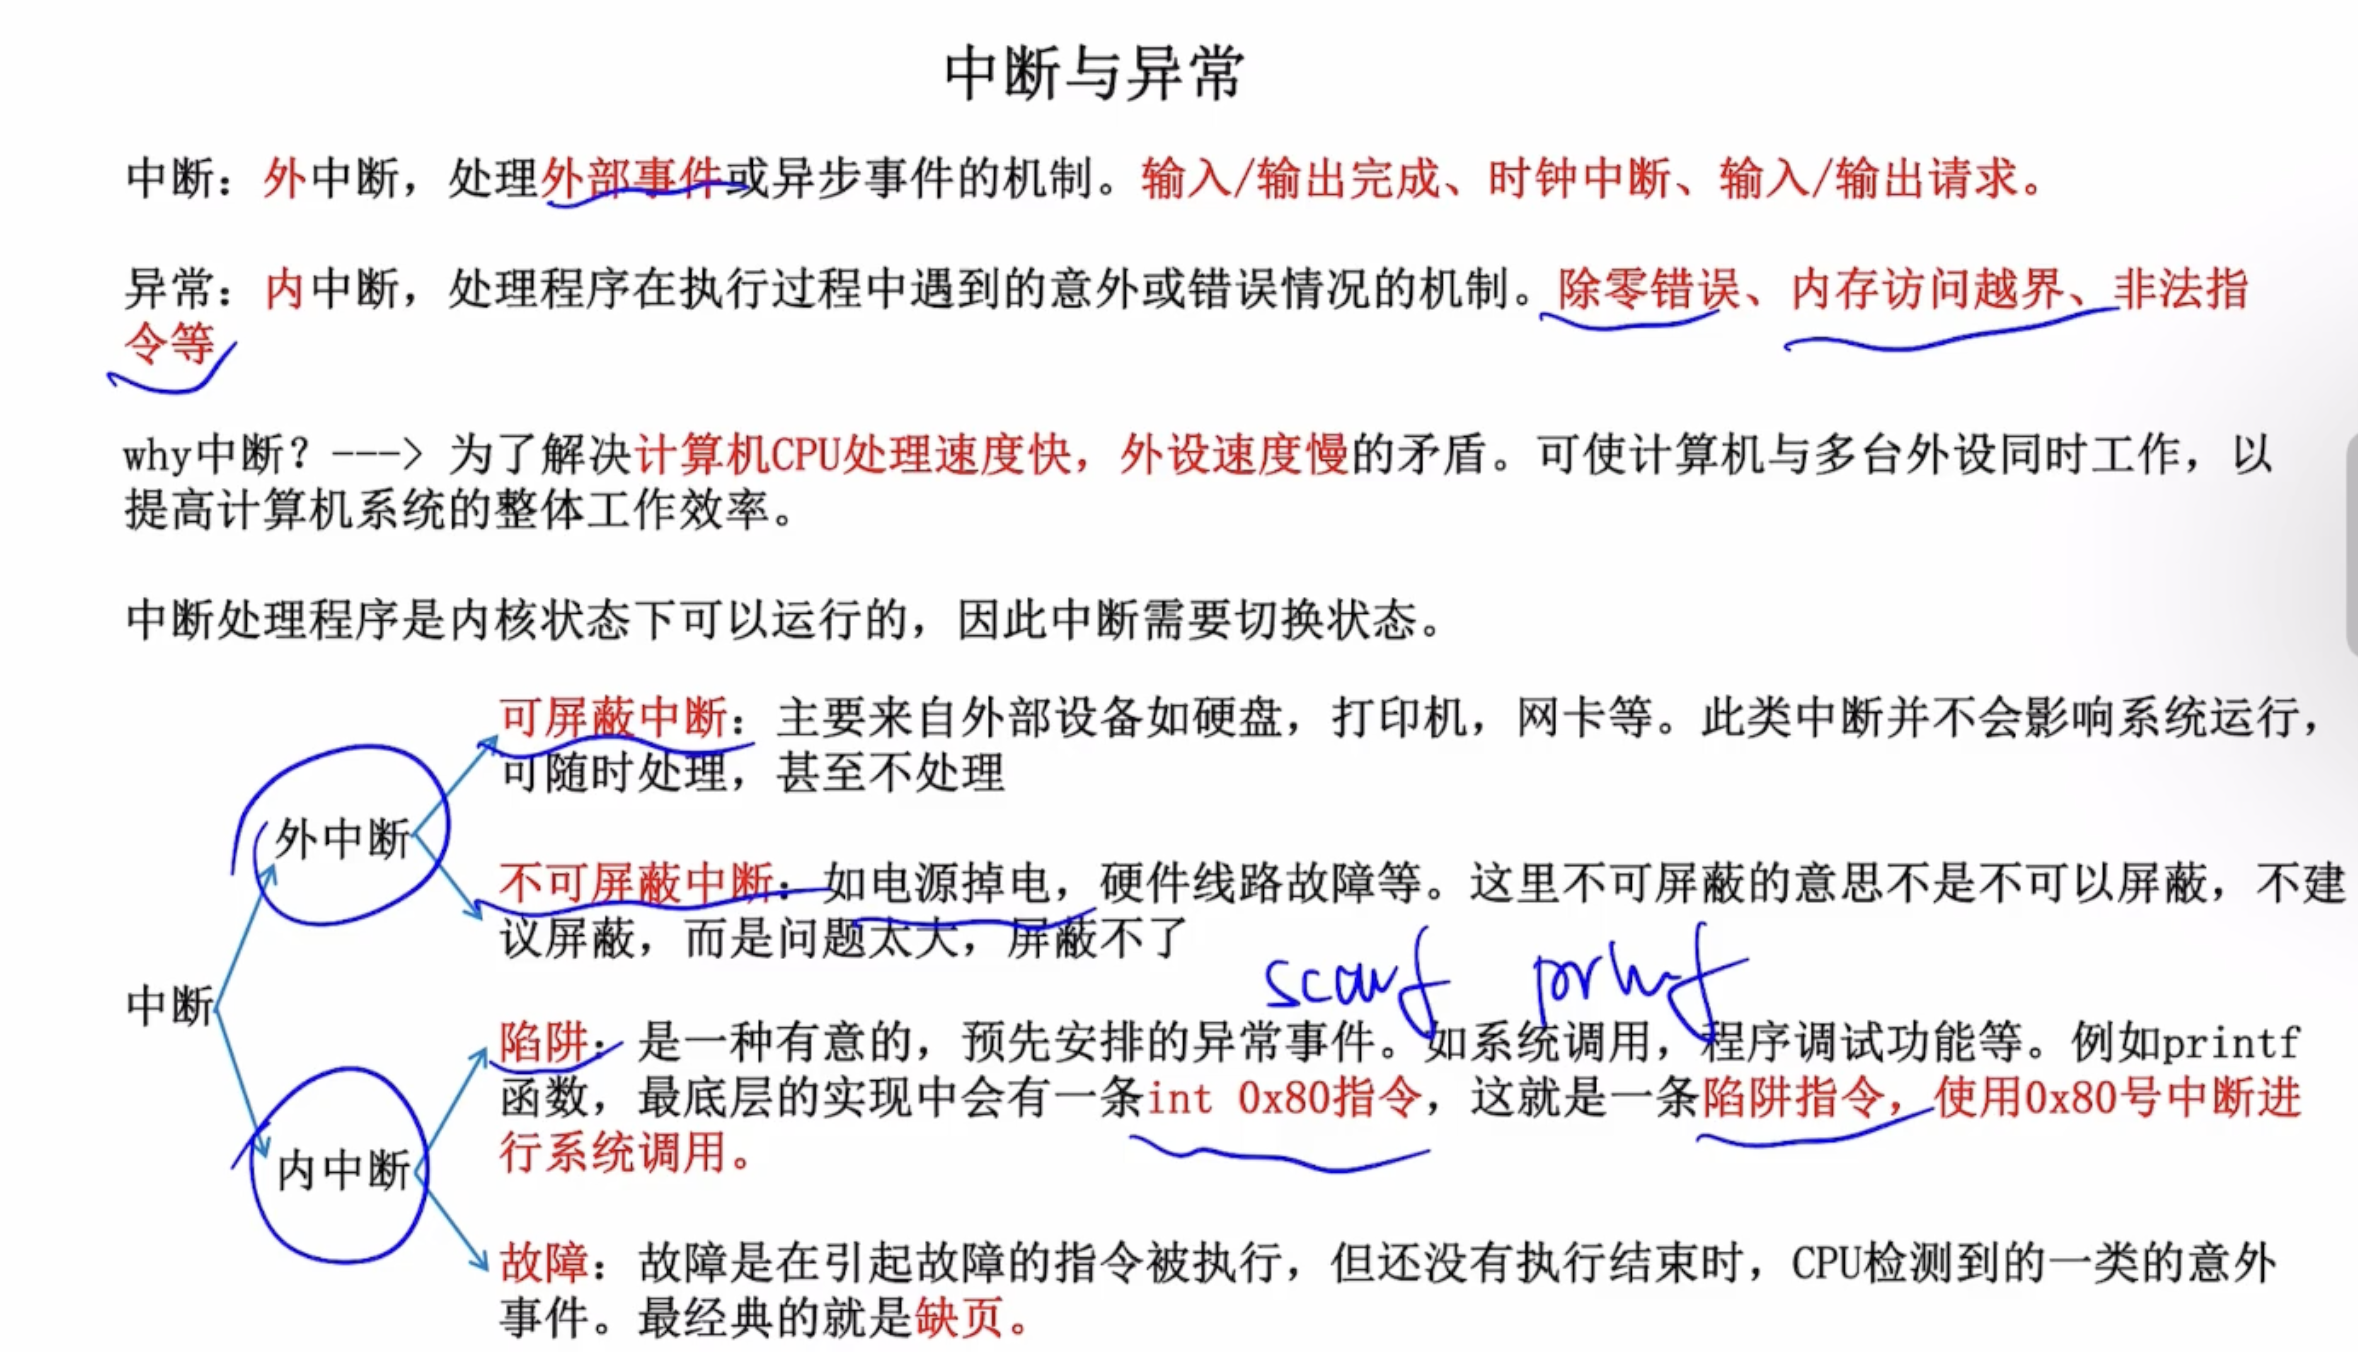 中断与异常
中断：外中断，处理外部事件或异步事件的机制。输入/输出完成、时钟中断、输入/输出请求。
异常：内中断，处理程序在执行过程中遇到的意外或错误情况的机制。除零错误、内存访问越界、非法指
令等
why中断？---> 为了解决计算机CPU处理速度快，外设速度慢的矛盾。可使计算机与多台外设同时工作，以
提高计算机系统的整体工作效率。
中断处理程序是内核状态下可以运行的，因此中断需要切换状态。
可屏蔽中断：主要来自外部设备如硬盘，打印机，网卡等。此类中断并不会影响系统运行，
可随时处理，甚至不处理
外中断
不可屏蔽中断：如电源掉电，硬件线路故障等。这里不可屏蔽的意思不是不可以屏蔽，不建
议屏蔽，而是问题太大，屏蔽不了
scanf printf
中断
陷阱：是一种有意的，预先安排的异常事件。如系统调用，程序调试功能等。例如printf
函数，最底层的实现中会有一条int 0x80指令，这就是一条陷阱指令，使用0x80号中断进
行系统调用。
内中断
故障：故障是在引起故障的指令被执行，但还没有执行结束时，CPU检测到的一类的意外
事件。最经典的就是缺页。